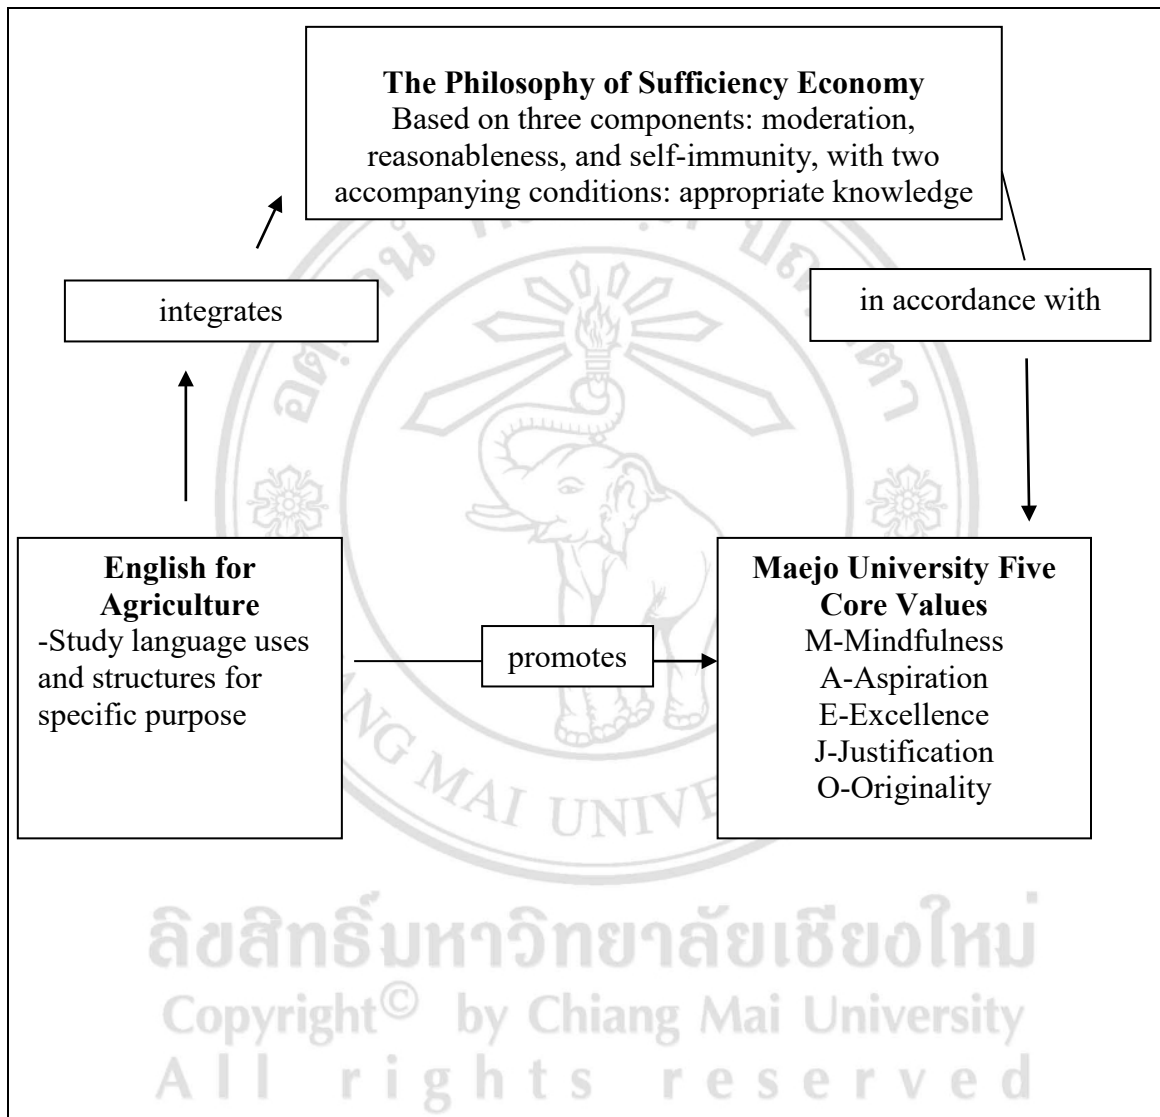 The Philosophy of Sufficiency Economy
Based on three components: moderation,
reasonableness, and self-immunity, with two
accompanying conditions: appropriate knowledge
integrates
in accordance with
English for
Agriculture
-Study language uses
and structures for
specific purpose
promotes
Maejo University Five
Core Values
M-Mindfulness
A-Aspiration
E-Excellence
J-Justification
O-Originality
MAI UNIVE
ลิขสิทธิ์มหาวิทยาลัยเชียงใหม่
Copyright© by Chiang Mai University
All rights reserved